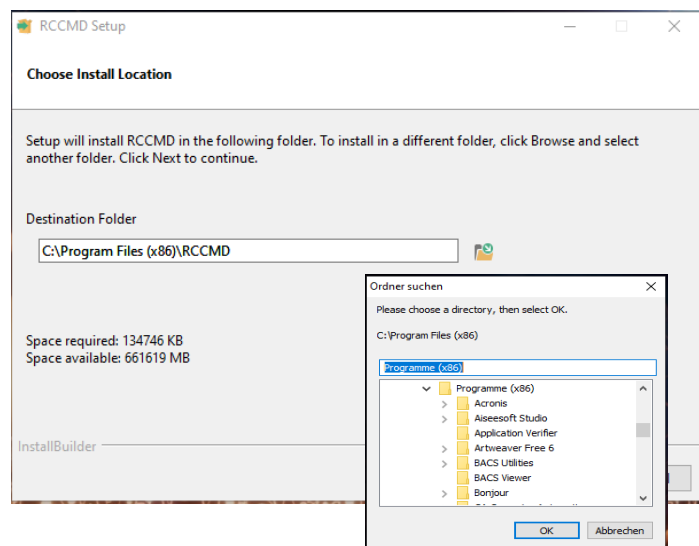 RCCMD Setup
Choose Install Location
Setup will install RCCMD in the following folder. To install in a different folder, click Browse and select
another folder. Click Next to continue.
Destination Folder
C:\Program Files (x86)\RCCMD
Space required: 134746 KB
Space available: 661619 MB
InstallBuilder
Ordner suchen
Please choose a directory, then select OK.
C:\Program Files (x86)
Programme (x86)
Programme (x86)
Acronis
Aiseesoft Studio
Application Verifier
Artweaver Free 6
BACS Utilities
BACS Viewer
Bonjour
OK Abbrechen